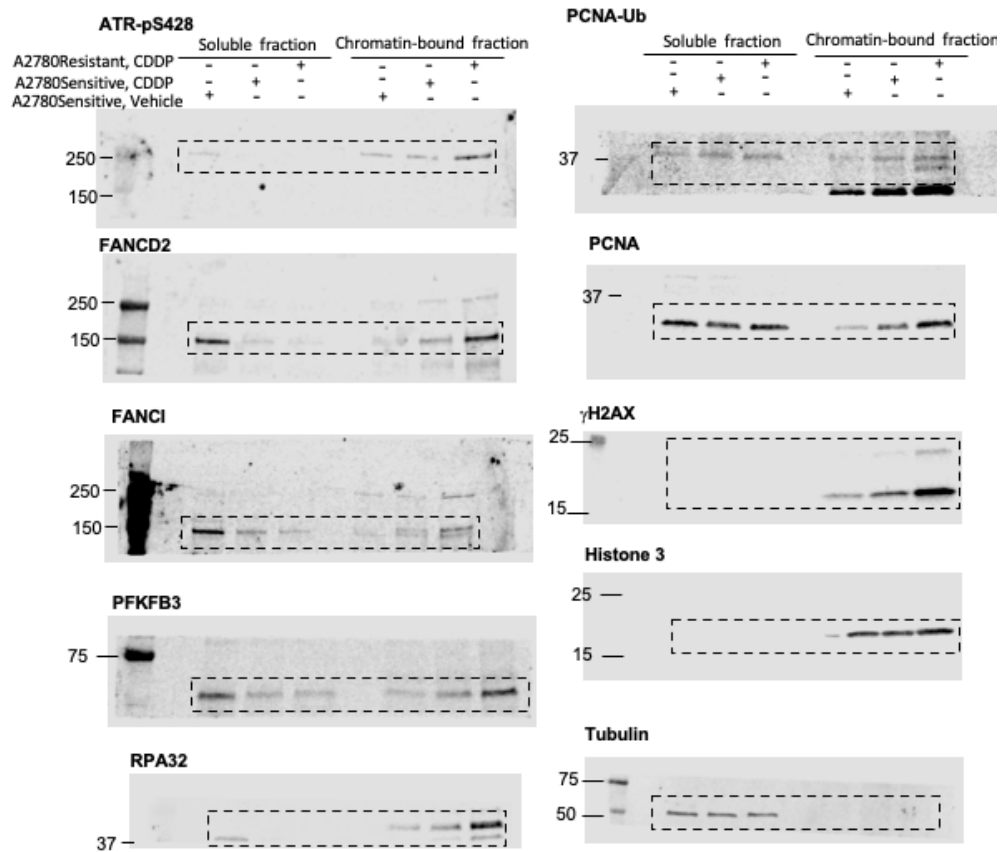 ATR-pS428
Soluble fraction Chromatin-bound fraction
A2780Resistant, CDDP - - + - - +
A2780Sensitive, CDDP - + - - + -
A2780Sensitive, Vehicle + - - + - -
250
150
FANCD2
250
150
FANCI
250
150
PFKFB3
75
RPA32
37
PCNA-Ub
Soluble fraction Chromatin-bound fraction
- - + - - +
- + - - + -
+ - - + - -
37
PCNA
37
γH2AX
25
15
Histone 3
25
15
Tubulin
75
50